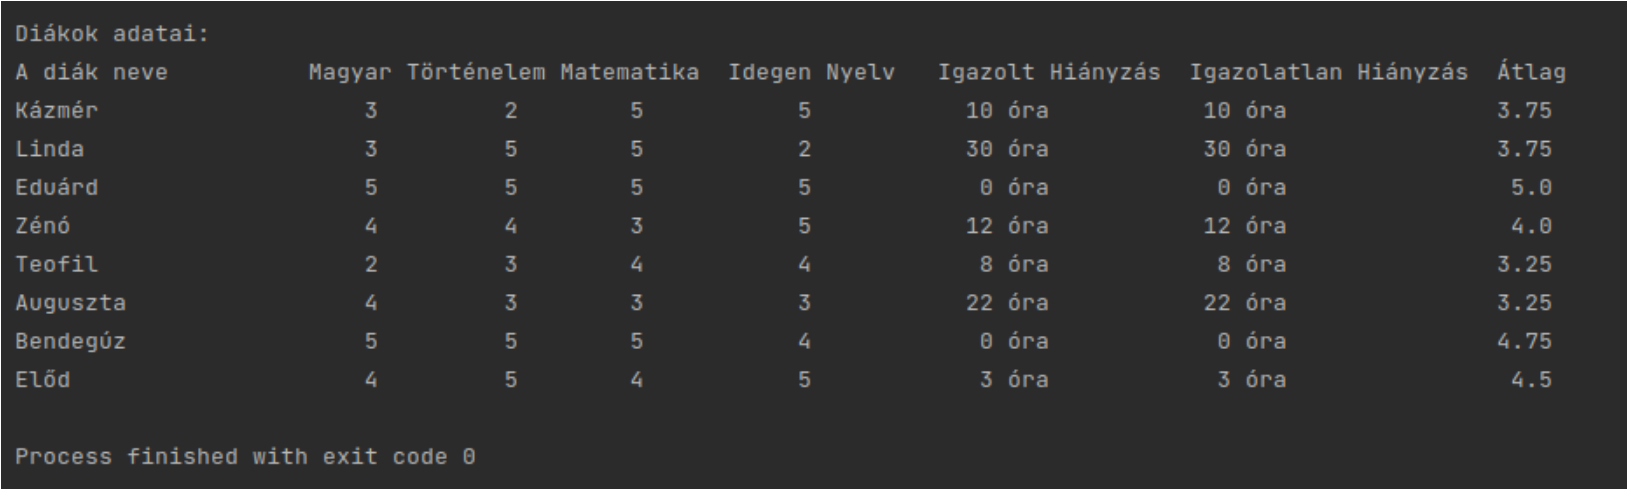 Diákok adatai:
A diák neve Magyar Történelem Matematika Idegen Nyelv Igazolt Hiányzás Igazolatlan Hiányzás Átlag
Kázmér 3 2 5 5 10 óra 10 óra 3.75
Linda 3 5 5 2 30 óra 30 óra 3.75
Eduárd 5 5 5 5 0 óra 0 óra 5.0
Zénó 4 4 3 5 12 óra 12 óra 4.0
Teofil 2 3 4 4 8 óra 8 óra 3.25
Auguszta 4 3 3 3 22 óra 22 óra 3.25
Bendegúz 5 5 5 4 0 óra 0 óra 4.75
Előd 4 5 4 5 3 óra 3 óra 4.5
Process finished with exit code 0